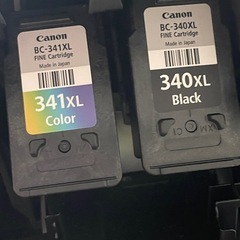 Canon
BC-341XL
FINE Cartridge
Made in Japan
341XL
Color
Canon
BC-340XL
FINE Cartridge
Made in Japan
340XL
Black